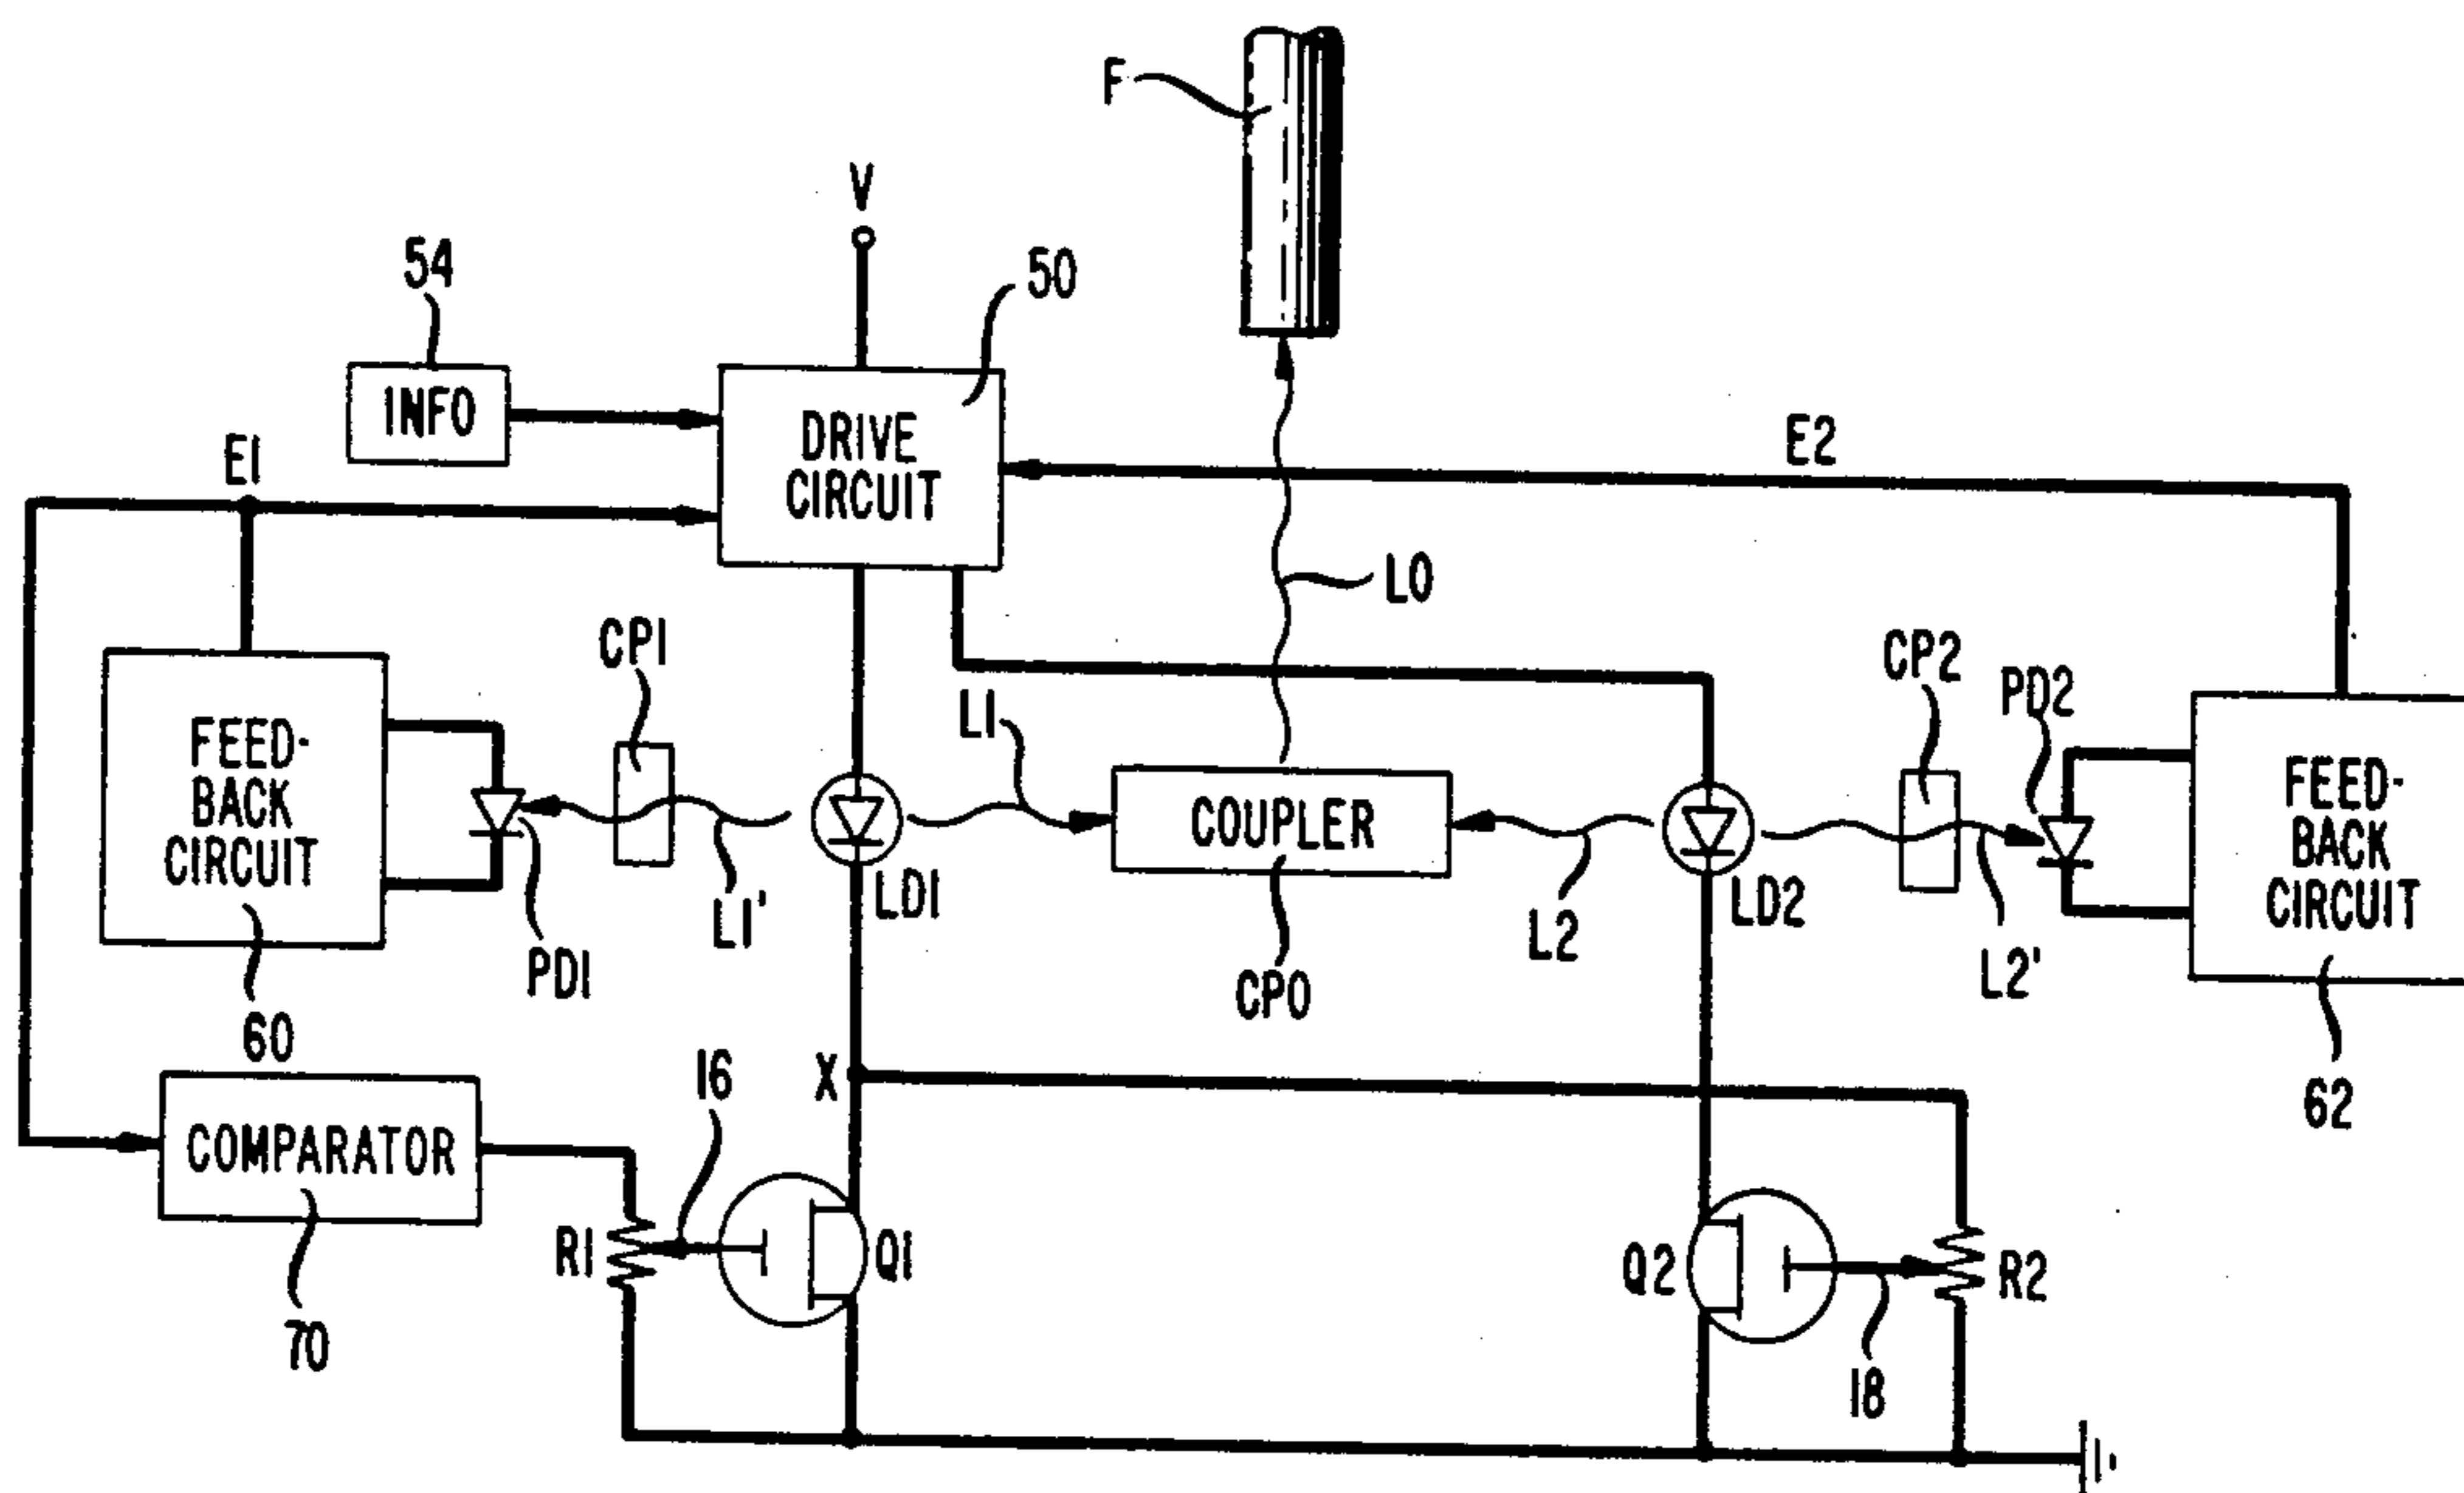 F
V
54
50
INFO
DRIVE
CIRCUIT
E1
E2
L0
CP1
CP2
PD2
L1
FEED-
BACK
CIRCUIT
COUPLER
FEED-
BACK
CIRCUIT
LD1
LD2
L1'
L2
L2'
PD1
CP0
60
16
X
62
COMPARATOR
R1
Q1
Q2
R2
70
18